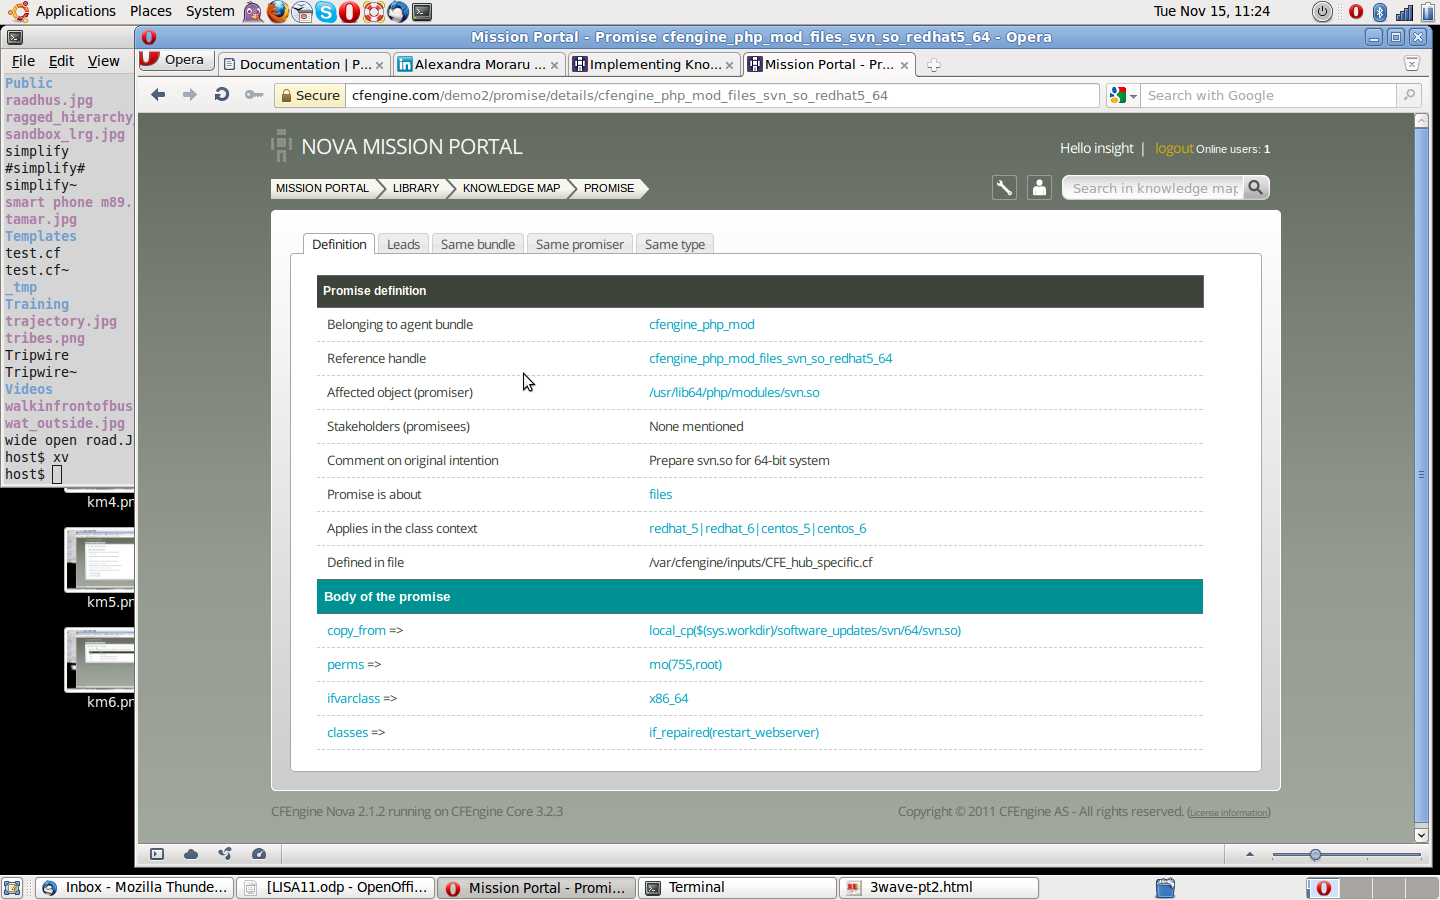 Applications Places System
Tue Nov 15, 11:24
Mission Portal - Promise cfengine_php_mod_files_svn_so_redhat5_64 - Opera
File Edit View
Public
raadhus.jpg
ragged_hierarchy
sandbox_lrg.jpg
simplify
#simplify#
simplify~
smart phone m89.
tamar.jpg
Templates
test.cf
test.cf~
_tmp
Training
trajectory.jpg
tribes.png
Tripwire
Tripwire~
Videos
walkinfrontofbus
wat_outside.jpg
wide open road.J
host$ xv
host$
km4.pr
km5.pr
km6.pr
Opera
Documentation | P...
Alexandra Moraru ...
Implementing Kno...
Mission Portal - Pr...
Secure
cfengine.com/demo2/promise/details/cfengine_php_mod_files_svn_so_redhat5_64
Search with Google
NOVA MISSION PORTAL
Hello insight | logout Online users: 1
MISSION PORTAL LIBRARY KNOWLEDGE MAP PROMISE
Search in knowledge map
Definition Leads Same bundle Same promiser Same type
Promise definition
Belonging to agent bundle cfengine_php_mod
Reference handle cfengine_php_mod_files_svn_so_redhat5_64
Affected object (promiser) /usr/lib64/php/modules/svn.so
Stakeholders (promisees) None mentioned
Comment on original intention Prepare svn.so for 64-bit system
Promise is about files
Applies in the class context redhat_5|redhat_6|centos_5|centos_6
Defined in file /var/cfengine/inputs/CFE_hub_specific.cf
Body of the promise
copy_from => local_cp($(sys.workdir)/software_updates/svn/64/svn.so)
perms => mo(755,root)
ifvarclass => x86_64
classes => if_repaired(restart_webserver)
CFEngine Nova 2.1.2 running on CFEngine Core 3.2.3
Copyright © 2011 CFEngine AS - All rights reserved. (License information)
Inbox - Mozilla Thunde...
[LISA11.odp - OpenOffi...
Mission Portal - Promi...
Terminal
3wave-pt2.html